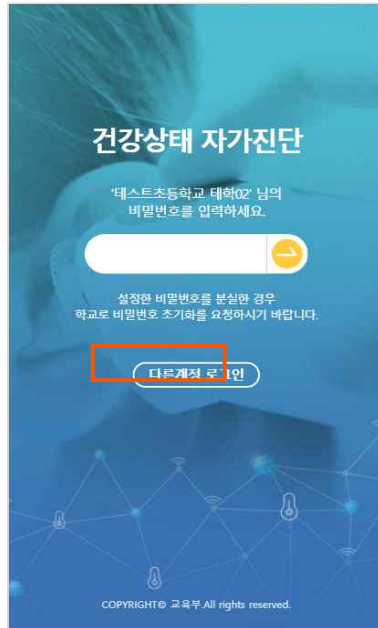 건강상태 자가진단
'테스트초등학교 테학02' 님의
비밀번호를 입력하세요.
설정한 비밀번호를 분실한 경우
학교로 비밀번호 초기화를 요청하시기 바랍니다.
다른계정 로그인
COPYRIGHT© 교육부.All rights reserved.